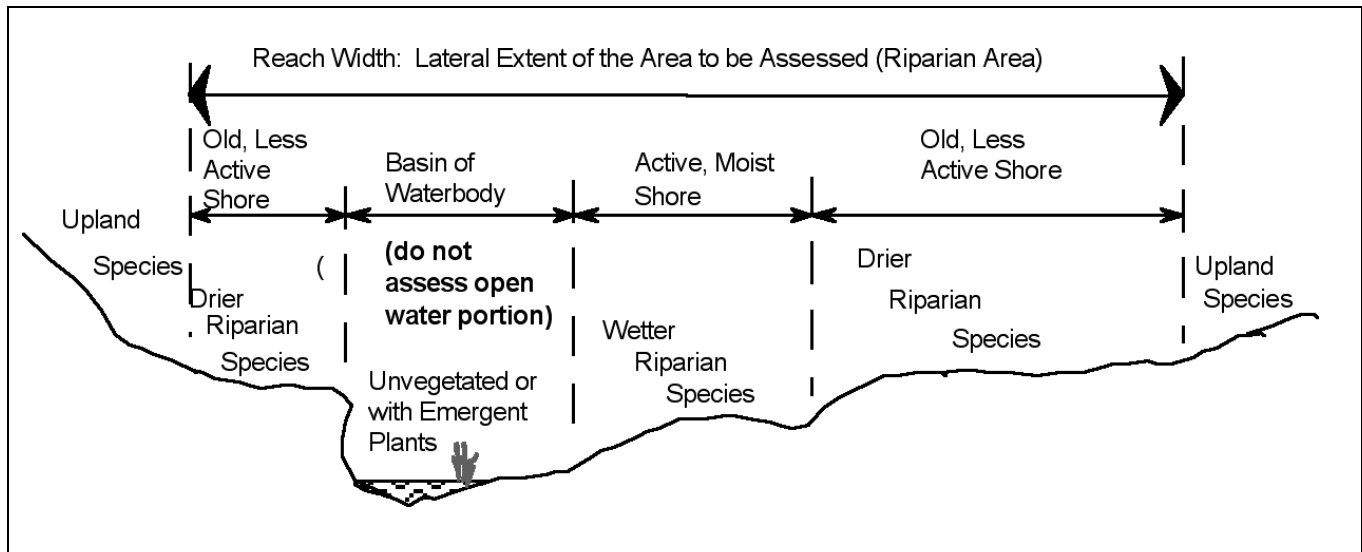 Reach Width: Lateral Extent of the Area to be Assessed (Riparian Area)
Old, Less
Active
Shore
Basin of
Waterbody
Active, Moist
Shore
Old, Less
Active Shore
Upland
Species
(
Drier
Riparian
Species
(do not
assess open
water portion)
Unvegetated or
with Emergent
Plants
Wetter
Riparian
Species
Drier
Riparian
Species
Upland
Species